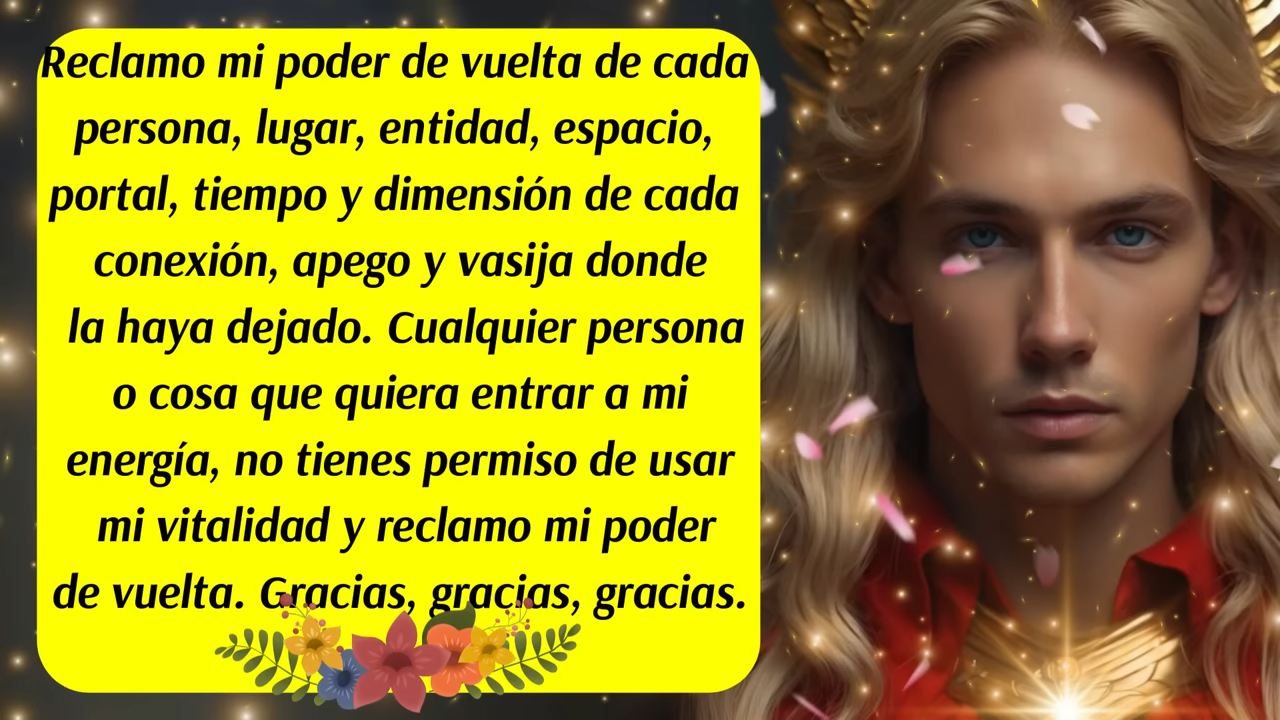 Reclamo mi poder de vuelta de cada
persona, lugar, entidad, espacio,
portal, tiempo y dimensión de cada
conexión, apego y vasija donde
la haya dejado. Cualquier persona
o cosa que quiera entrar a mi
energía, no tienes permiso de usar
mi vitalidad y reclamo mi poder
de vuelta. Gracias, gracias, gracias.